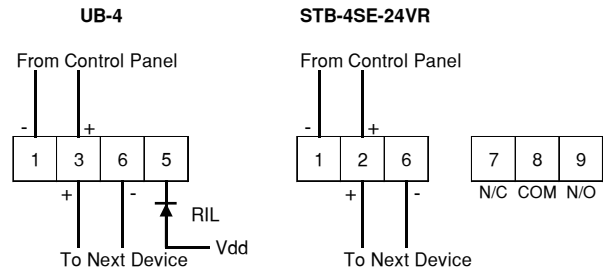 UB-4
STB-4SE-24VR
From Control Panel
From Control Panel
- +
- +
1 3 6 5
1 2 6
7 8 9
+ -
+ -
N/C COM N/O
RIL
Vdd
To Next Device
To Next Device